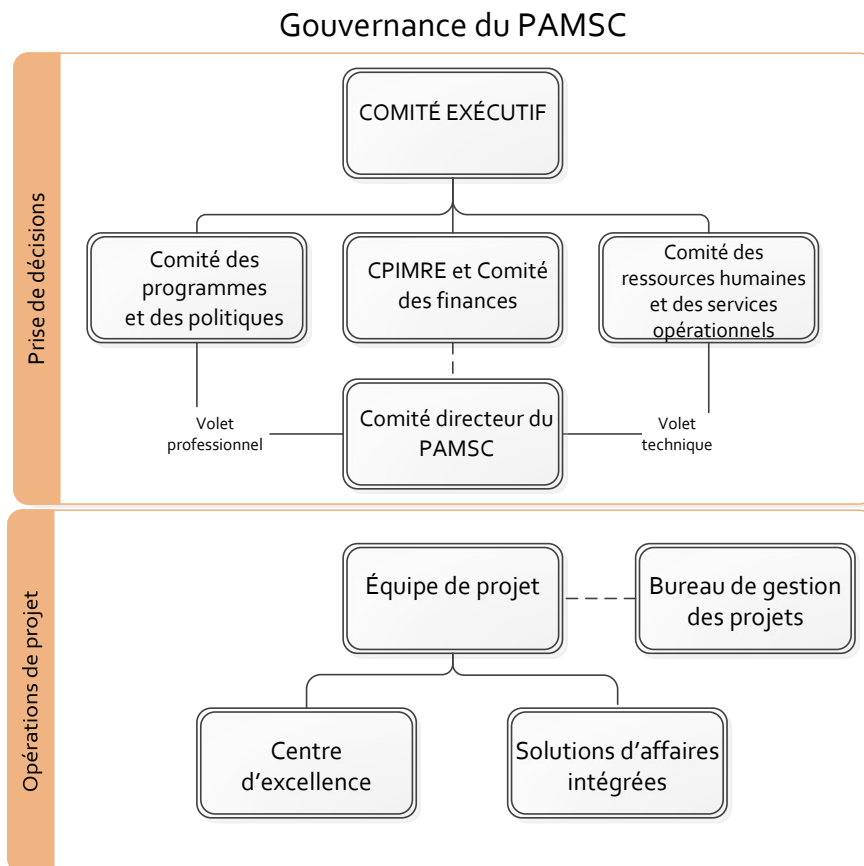 Gouvernance du PAMSC
Prise de décisions
COMITÉ EXÉCUTIF
Comité des
programmes
et des politiques
CPIMRE et Comité
des finances
Comité des
ressources humaines
et des services
opérationnels
Volet
professionnel
Comité directeur du
PAMSC
Volet
technique
Opérations de projet
Équipe de projet
Bureau de gestion
des projets
Centre
d'excellence
Solutions d'affaires
intégrées